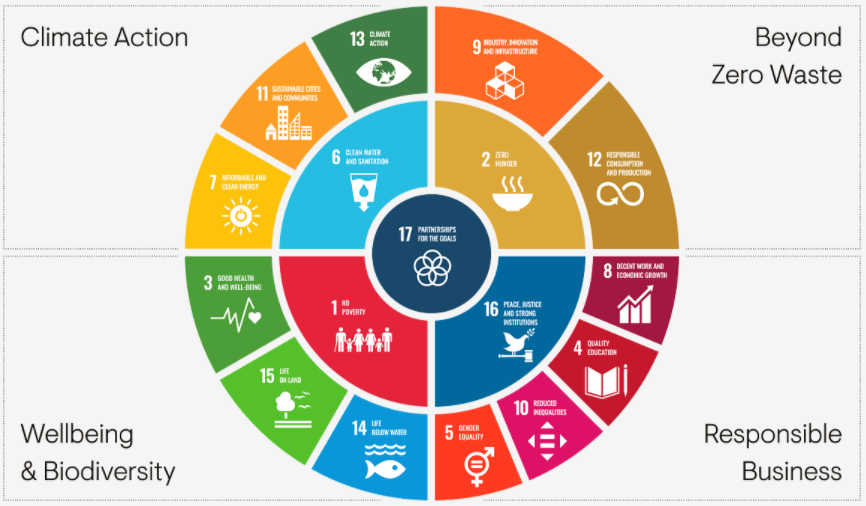 Climate Action
Beyond
Zero Waste
13 CLIMATE
ACTION
9 INDUSTRY, INNOVATION
AND INFRASTRUCTURE
11 SUSTAINABLE CITIES
AND COMMUNITIES
6 CLEAN WATER
AND SANITATION
2 ZERO
HUNGER
12 RESPONSIBLE
CONSUMPTION
AND PRODUCTION
7 AFFORDABLE AND
CLEAN ENERGY
17 PARTNERSHIPS
FOR THE GOALS
3 GOOD HEALTH
AND WELL-BEING
8 DECENT WORK AND
ECONOMIC GROWTH
1 NO
POVERTY
16 PEACE, JUSTICE
AND STRONG
INSTITUTIONS
4 QUALITY
EDUCATION
15 LIFE
ON LAND
10 REDUCED
INEQUALITIES
14 LIFE
BELOW WATER
5 GENDER
EQUALITY
Wellbeing
& Biodiversity
Responsible
Business